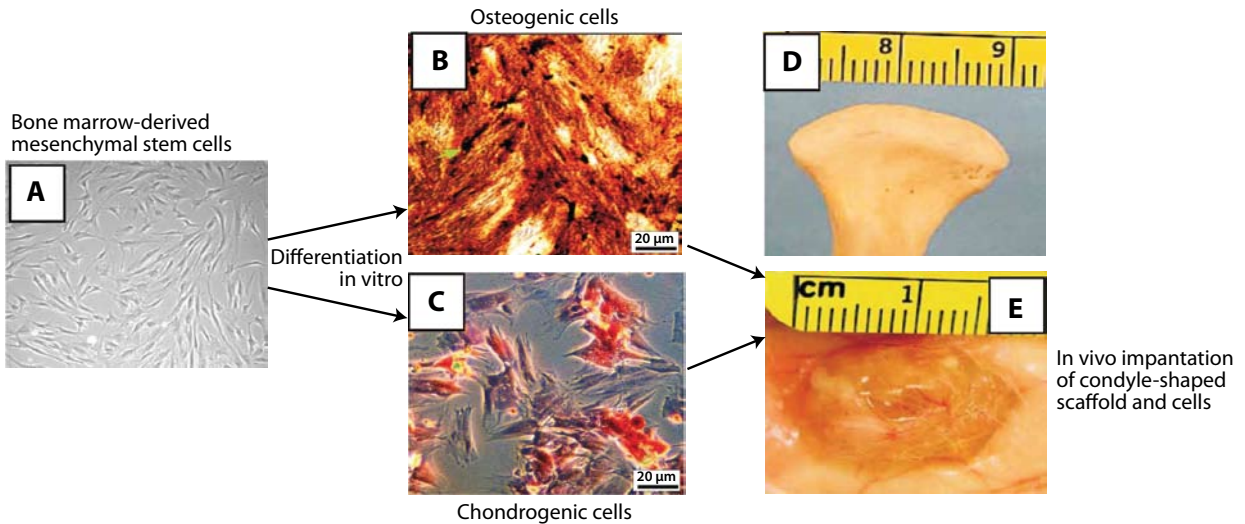 Osteogenic cells
B
20 µm
D
8 9
Bone marrow-derived
mesenchymal stem cells
A
Differentiation
in vitro
C
20 µm
Chondrogenic cells
cm 1
E
In vivo impantation
of condyle-shaped
scaffold and cells